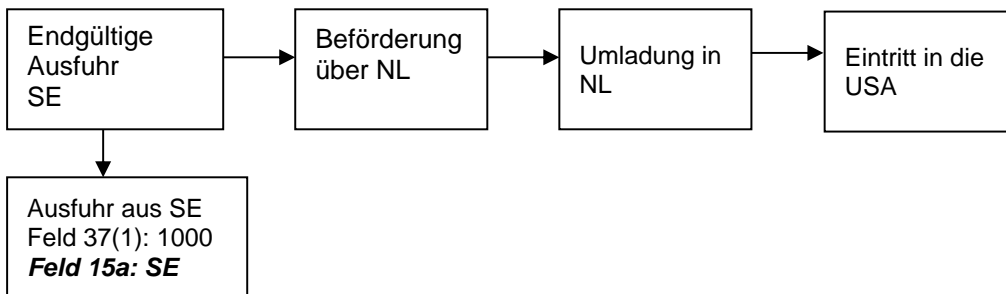 Endgültige
Ausfuhr
SE
Beförderung
über NL
Umladung in
NL
Eintritt in die
USA
Ausfuhr aus SE
Feld 37(1): 1000
Feld 15a: SE